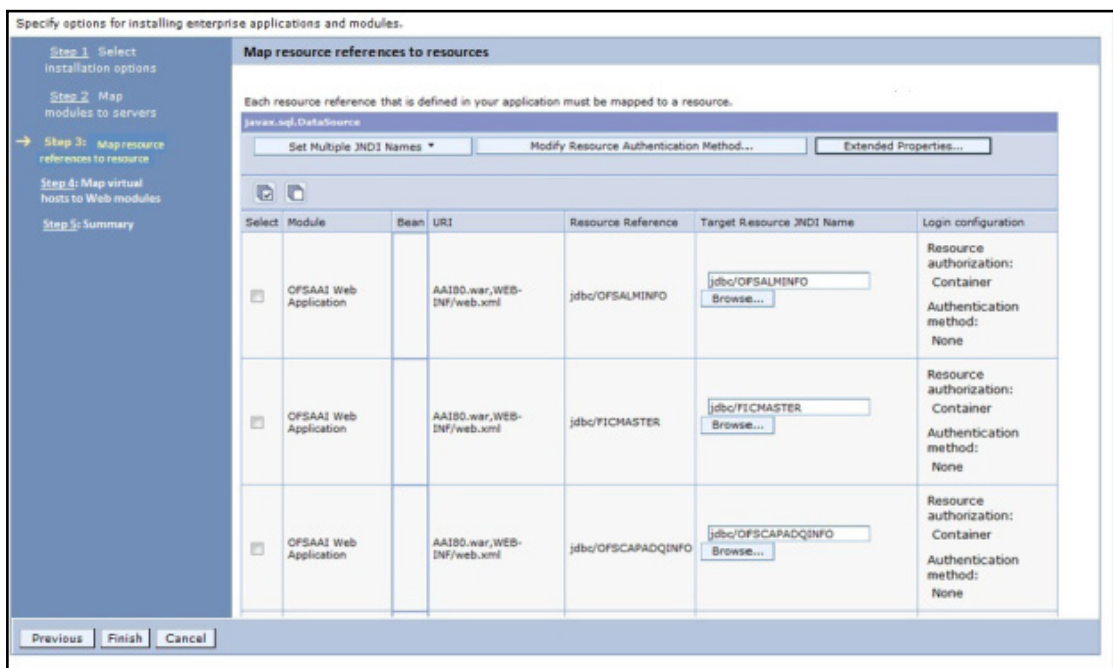 Specify options for installing enterprise applications and modules.
Step 1 Select
installation options
Step 2 Map
modules to servers
Step 3: Map resource
references to resource
Step 4: Map virtual
hosts to Web modules
Step 5: Summary
Map resource references to resources
Each resource reference that is defined in your application must be mapped to a resource.
javax.sql.DataSource
Set Multiple JNDI Names Modify Resource Authentication Method... Extended Properties...
Select Module Bean URI Resource Reference Target Resource JNDI Name Login configuration
OFSAAI Web
Application
AAI80.war,WEB-
INF/web.xml
jdbc/OFSALMINFO
jdbc/OFSALMINFO
Browse...
Resource
authorization:
Container
Authentication
method:
None
OFSAAI Web
Application
AAI80.war,WEB-
INF/web.xml
jdbc/FICMASTER
jdbc/FICMASTER
Browse...
Resource
authorization:
Container
Authentication
method:
None
OFSAAI Web
Application
AAI80.war,WEB-
INF/web.xml
jdbc/OFSCAPADQINFO
jdbc/OFSCAPADQINFO
Browse...
Resource
authorization:
Container
Authentication
method:
None
Previous Finish Cancel